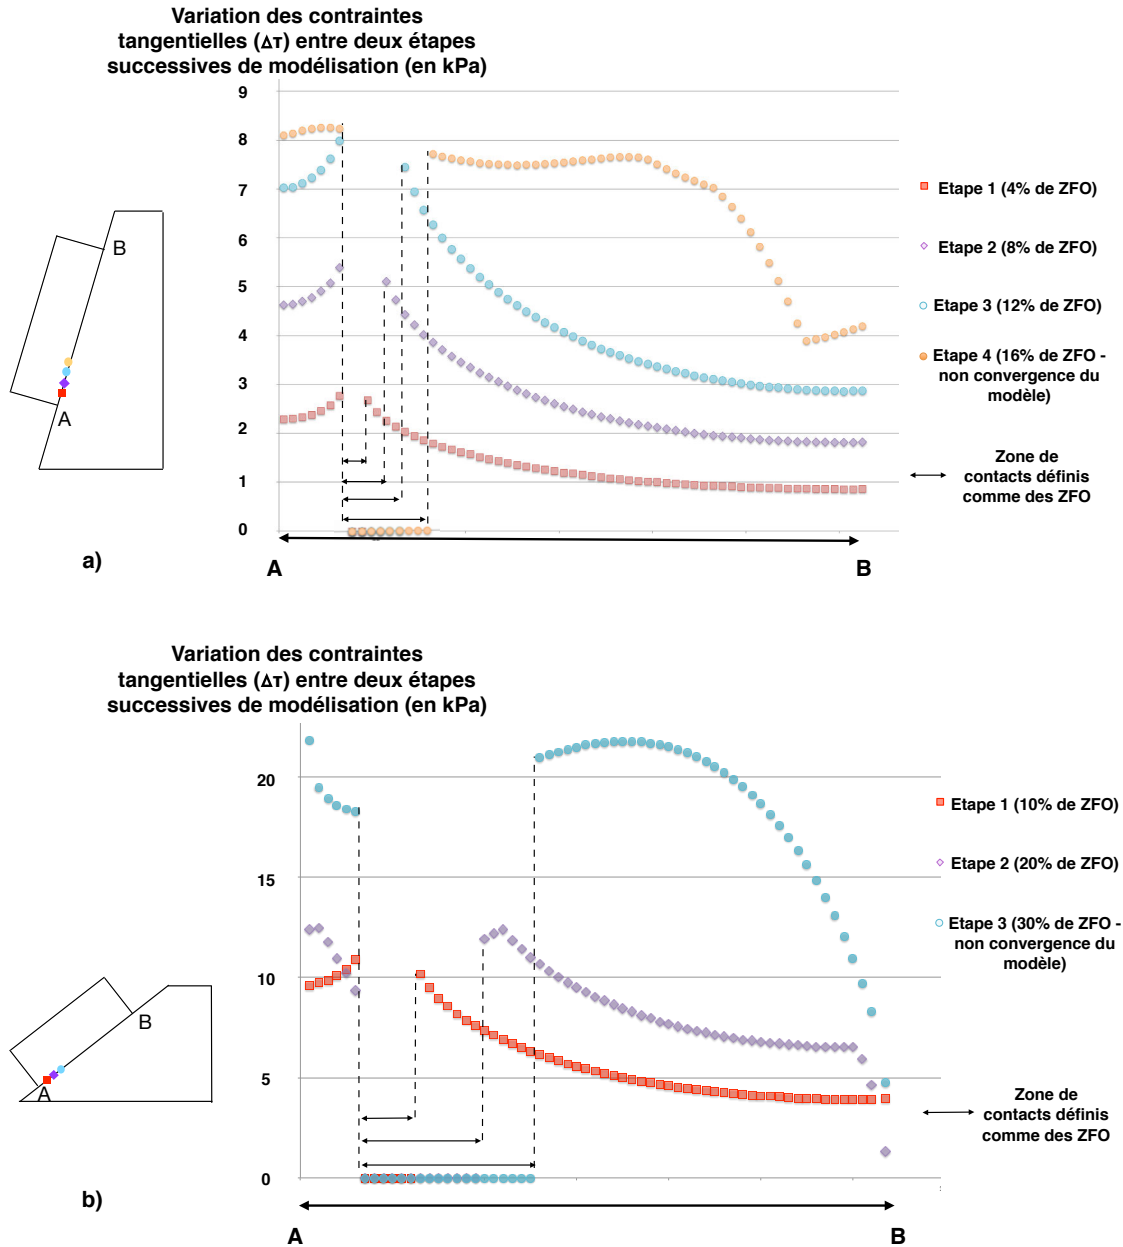 Variation des contraintes
tangentielles (Δτ) entre deux étapes
successives de modélisation (en kPa)
9
8
7
6
5
4
3
2
1
0
A
B
B
A
Etape 1 (4% de ZFO)
Etape 2 (8% de ZFO)
Etape 3 (12% de ZFO)
Etape 4 (16% de ZFO -
non convergence du
modèle)
Zone de
contacts définis
comme des ZFO
a)
Variation des contraintes
tangentielles (Δτ) entre deux étapes
successives de modélisation (en kPa)
20
15
10
5
0
A
B
B
A
Etape 1 (10% de ZFO)
Etape 2 (20% de ZFO)
Etape 3 (30% de ZFO -
non convergence du
modèle)
Zone de
contacts définis
comme des ZFO
b)